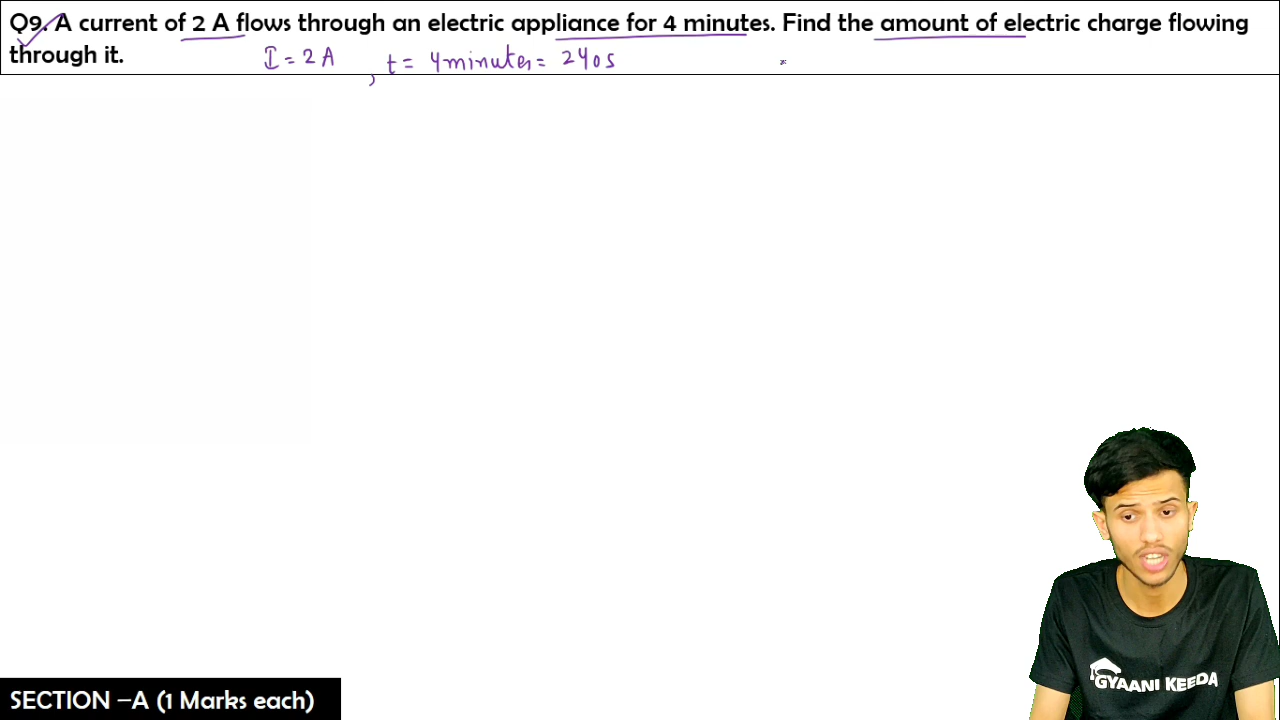 Q9. A current of 2 A flows through an electric appliance for 4 minutes. Find the amount of electric charge flowing
through it.
I = 2 A , t = 4 minutes = 240 s
GYAANI KEEDA
SECTION –A (1 Marks each)